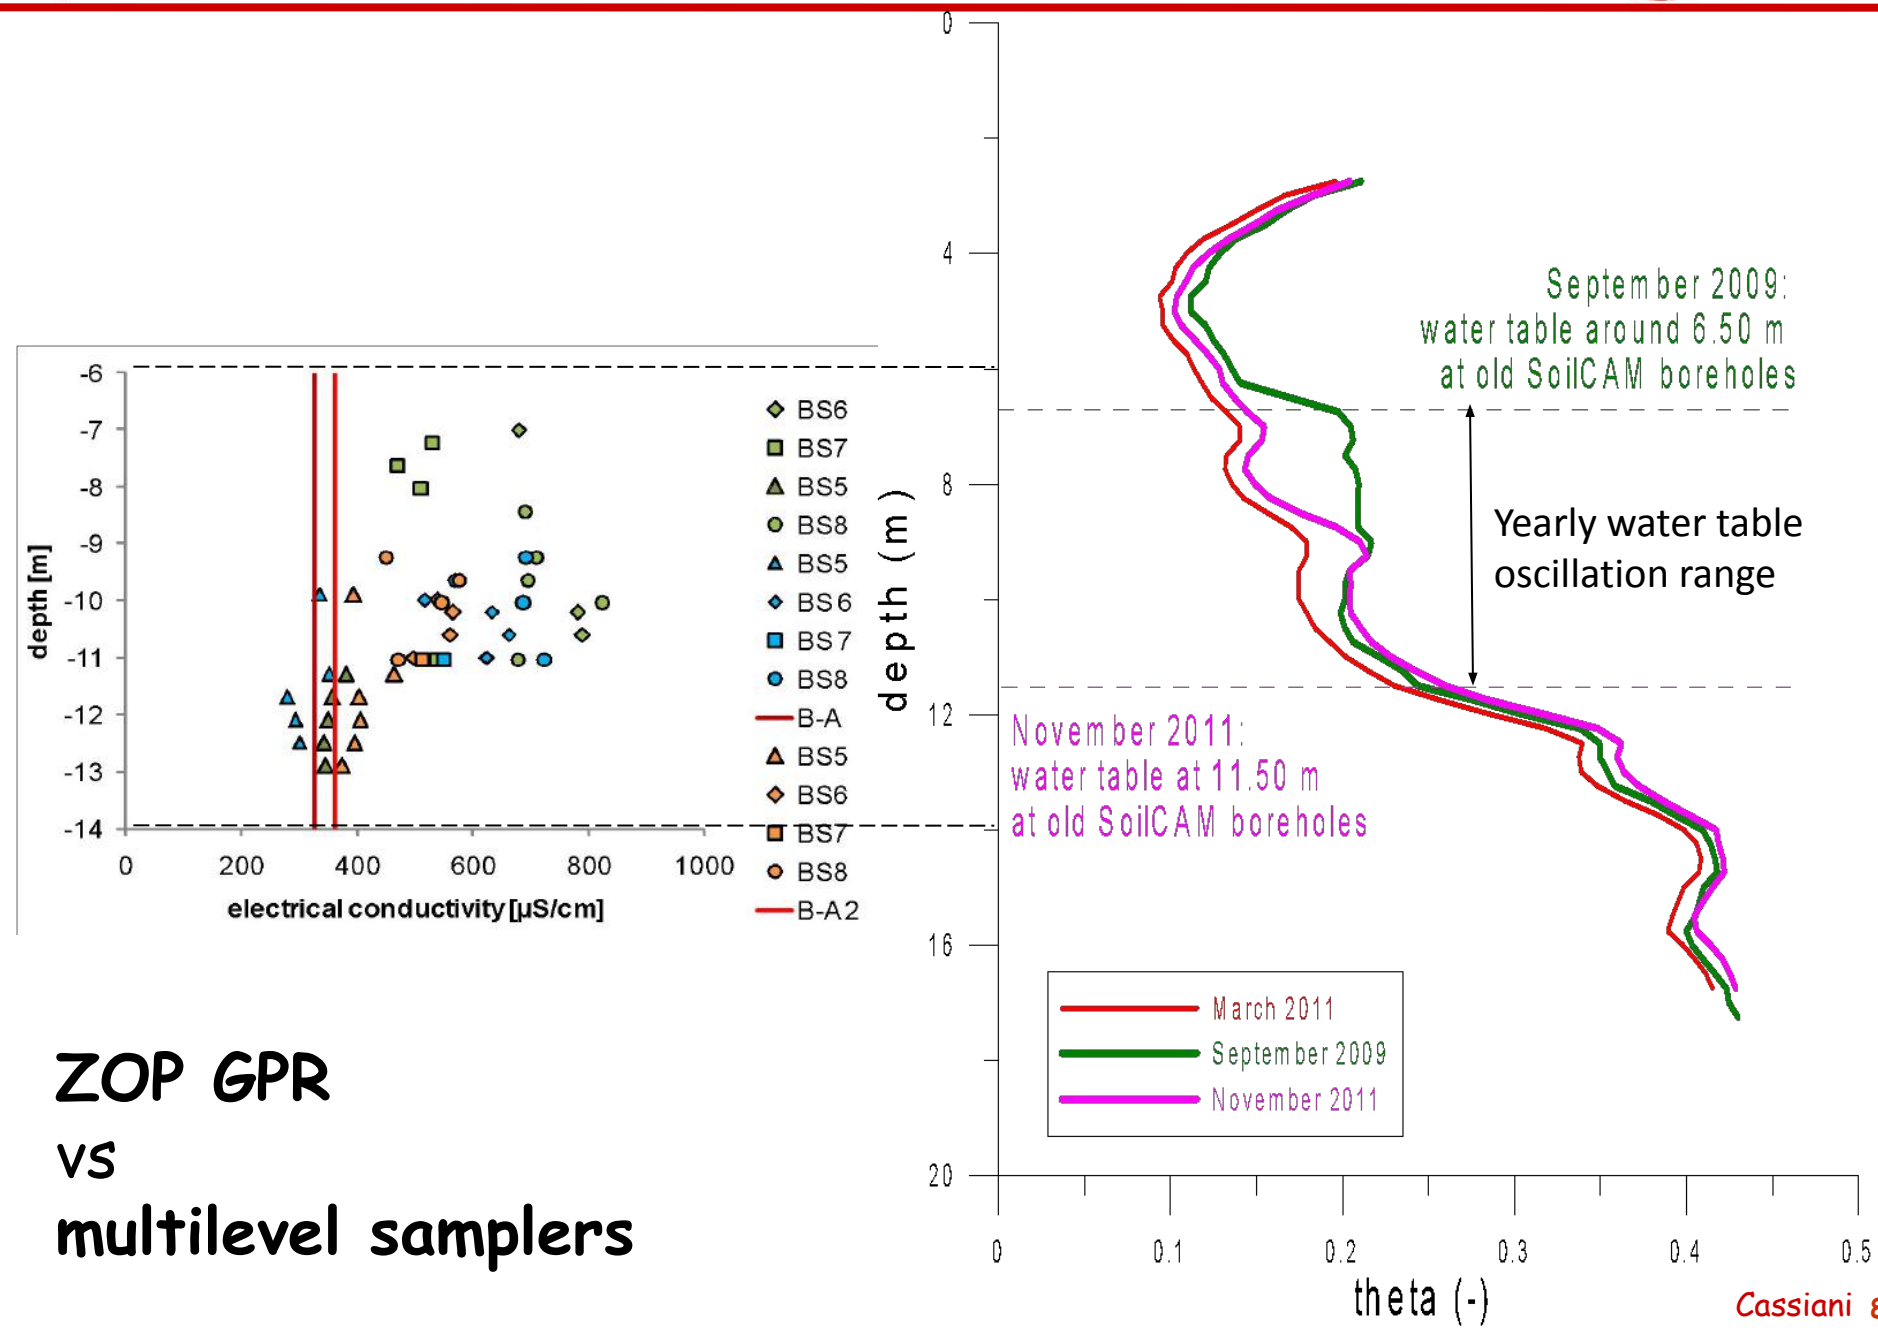 -6
-7
-8
-9
-10
-11
-12
-13
-14
0
200
400
600
800
1000
depth [m]
electrical conductivity [µS/cm]
BS6
BS7
BS5
BS8
BS5
BS6
BS7
BS8
B-A
BS5
BS6
BS7
BS8
B-A2
0
4
8
12
16
20
depth (m)
0
0.1
0.2
0.3
0.4
0.5
theta (-)
September 2009:
water table around 6.50 m
at old SoilCAM boreholes
Yearly water table
oscillation range
November 2011:
water table at 11.50 m
at old SoilCAM boreholes
March 2011
September 2009
November 2011
ZOP GPR
vs
multilevel samplers
Cassiani